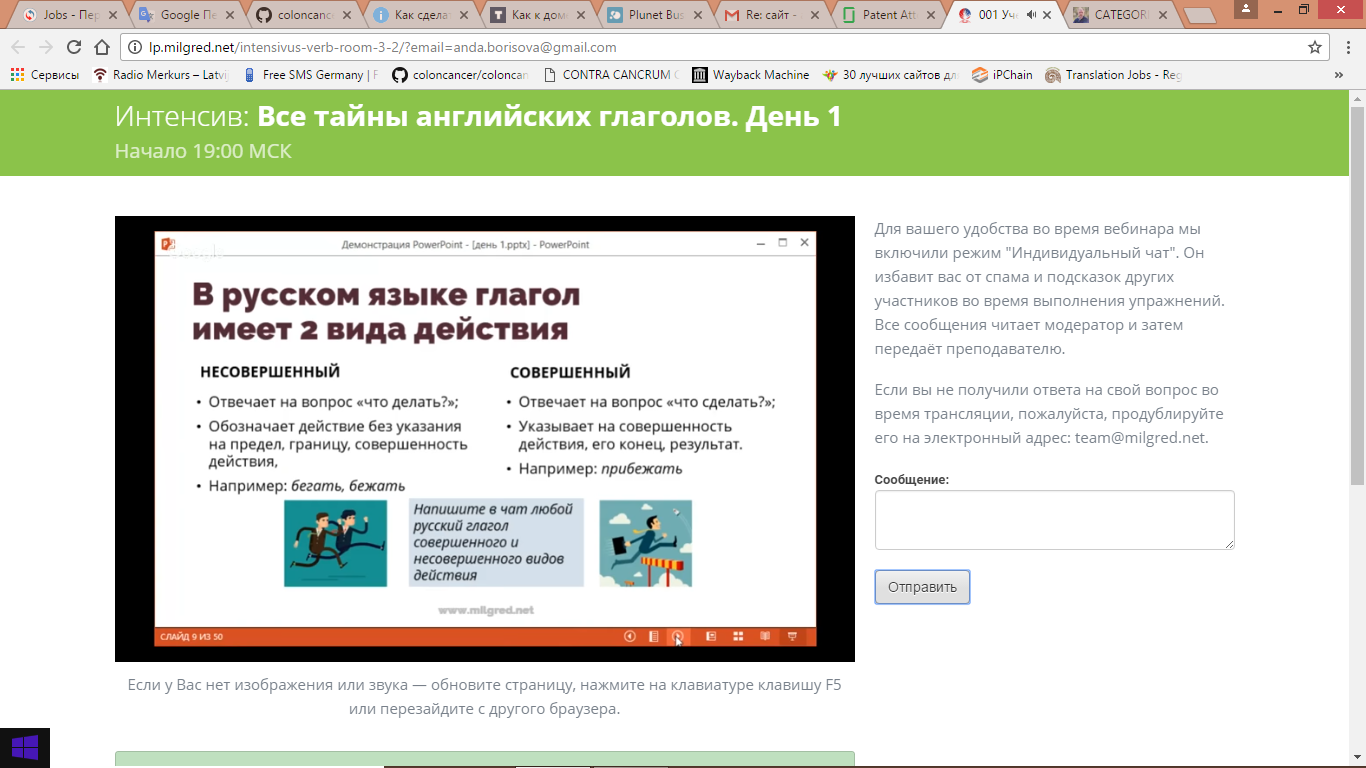 Jobs - Пер
Google Пе
coloncance
Как сдела
Как к дом
Plunet Bus
Re: сайт -
Patent Att
001 Уч
CATEGORI
lp.milgred.net/intensivus-verb-room-3-2/?email=anda.borisova@gmail.com
Сервисы
Radio Merkurs – Latvi
Free SMS Germany | F
coloncancer/coloncan
CONTRA CANCRUM C
Wayback Machine
30 лучших сайтов дл
iPChain
Translation Jobs - Reg
»
Интенсив: Все тайны английских глаголов. День 1
Начало 19:00 МСК
Демонстрация PowerPoint - [день 1.pptx] - PowerPoint
В русском языке глагол
имеет 2 вида действия
НЕСОВЕРШЕННЫЙ
• Отвечает на вопрос «что делать?»;
• Обозначает действие без указания
на предел, границу, совершенность
действия,
• Например: бегать, бежать
СОВЕРШЕННЫЙ
• Отвечает на вопрос «что сделать?»;
• Указывает на совершенность
действия, его конец, результат.
• Например: прибежать
Напишите в чат любой
русский глагол
совершенного и
несовершенного видов
действия
www.milgred.net
СЛАЙД 9 ИЗ 50
Если у Вас нет изображения или звука — обновите страницу, нажмите на клавиатуре клавишу F5
или перезайдите с другого браузера.
Для вашего удобства во время вебинара мы
включили режим "Индивидуальный чат". Он
избавит вас от спама и подсказок других
участников во время выполнения упражнений.
Все сообщения читает модератор и затем
передаёт преподавателю.
Если вы не получили ответа на свой вопрос во
время трансляции, пожалуйста, продублируйте
его на электронный адрес: team@milgred.net.
Сообщение:
Отправить